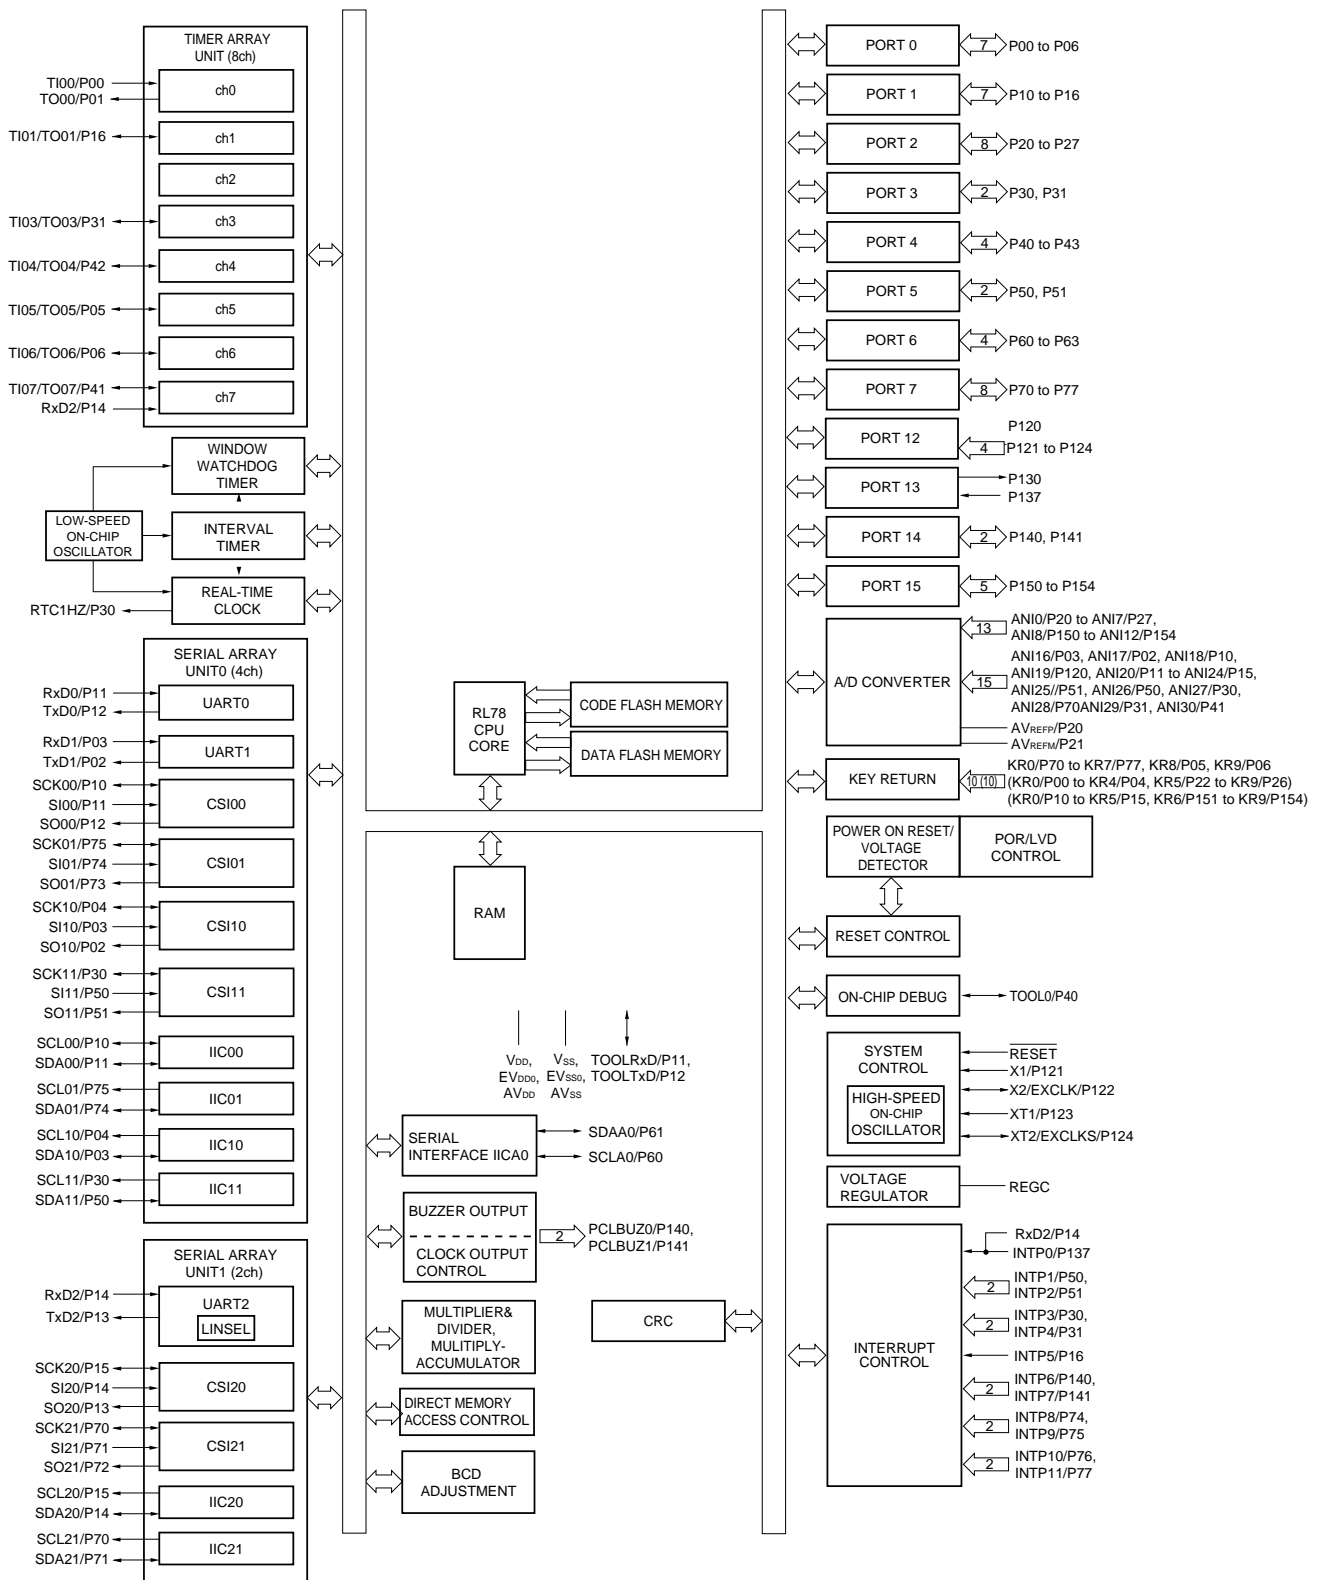 TIMER ARRAY
UNIT (8ch)
TI00/P00
TO00/P01
ch0
TI01/TO01/P16
ch1
ch2
TI03/TO03/P31
ch3
TI04/TO04/P42
ch4
TI05/TO05/P05
ch5
TI06/TO06/P06
ch6
TI07/TO07/P41
RxD2/P14
ch7
WINDOW
WATCHDOG
TIMER
LOW-SPEED
ON-CHIP
OSCILLATOR
INTERVAL
TIMER
REAL-TIME
CLOCK
RTC1HZ/P30
SERIAL ARRAY
UNIT0 (4ch)
RxD0/P11
TxD0/P12
UART0
RxD1/P03
TxD1/P02
UART1
SCK00/P10
SI00/P11
SO00/P12
CSI00
SCK01/P75
SI01/P74
SO01/P73
CSI01
SCK10/P04
SI10/P03
SO10/P02
CSI10
SCK11/P30
SI11/P50
SO11/P51
CSI11
SCL00/P10
SDA00/P11
IIC00
SCL01/P75
SDA01/P74
IIC01
SCL10/P04
SDA10/P03
IIC10
SCL11/P30
SDA11/P50
IIC11
SERIAL ARRAY
UNIT1 (2ch)
RxD2/P14
TxD2/P13
UART2
LINSEL
SCK20/P15
SI20/P14
SO20/P13
CSI20
SCK21/P70
SI21/P71
SO21/P72
CSI21
SCL20/P15
SDA20/P14
IIC20
SCL21/P70
SDA21/P71
IIC21
RL78
CPU
CORE
CODE FLASH MEMORY
DATA FLASH MEMORY
RAM
VDD,
EVDD0,
AVDD
VSS,
EVSS0,
AVSS
TOOLRxD/P11,
TOOLTxD/P12
SERIAL
INTERFACE IICA0
SDAA0/P61
SCLA0/P60
BUZZER OUTPUT
CLOCK OUTPUT
CONTROL
2
PCLBUZ0/P140,
PCLBUZ1/P141
MULTIPLIER&
DIVIDER,
MULITIPLY-
ACCUMULATOR
CRC
DIRECT MEMORY
ACCESS CONTROL
BCD
ADJUSTMENT
PORT 0
7
P00 to P06
PORT 1
7
P10 to P16
PORT 2
8
P20 to P27
PORT 3
2
P30, P31
PORT 4
4
P40 to P43
PORT 5
2
P50, P51
PORT 6
4
P60 to P63
PORT 7
8
P70 to P77
PORT 12
P120
4
P121 to P124
PORT 13
P130
P137
PORT 14
2
P140, P141
PORT 15
5
P150 to P154
A/D CONVERTER
13
ANI0/P20 to ANI7/P27,
ANI8/P150 to ANI12/P154
15
ANI16/P03, ANI17/P02, ANI18/P10,
ANI19/P120, ANI20/P11 to ANI24/P15,
ANI25//P51, ANI26/P50, ANI27/P30,
ANI28/P70ANI29/P31, ANI30/P41
AVREFP/P20
AVREFM/P21
KEY RETURN
10 (10)
KR0/P70 to KR7/P77, KR8/P05, KR9/P06
(KR0/P00 to KR4/P04, KR5/P22 to KR9/P26)
(KR0/P10 to KR5/P15, KR6/P151 to KR9/P154)
POWER ON RESET/
VOLTAGE
DETECTOR
POR/LVD
CONTROL
RESET CONTROL
ON-CHIP DEBUG
TOOL0/P40
SYSTEM
CONTROL
HIGH-SPEED
ON-CHIP
OSCILLATOR
RESET
X1/P121
X2/EXCLK/P122
XT1/P123
XT2/EXCLKS/P124
VOLTAGE
REGULATOR
REGC
INTERRUPT
CONTROL
RxD2/P14
INTP0/P137
2
INTP1/P50,
INTP2/P51
2
INTP3/P30,
INTP4/P31
INTP5/P16
2
INTP6/P140,
INTP7/P141
2
INTP8/P74,
INTP9/P75
2
INTP10/P76,
INTP11/P77